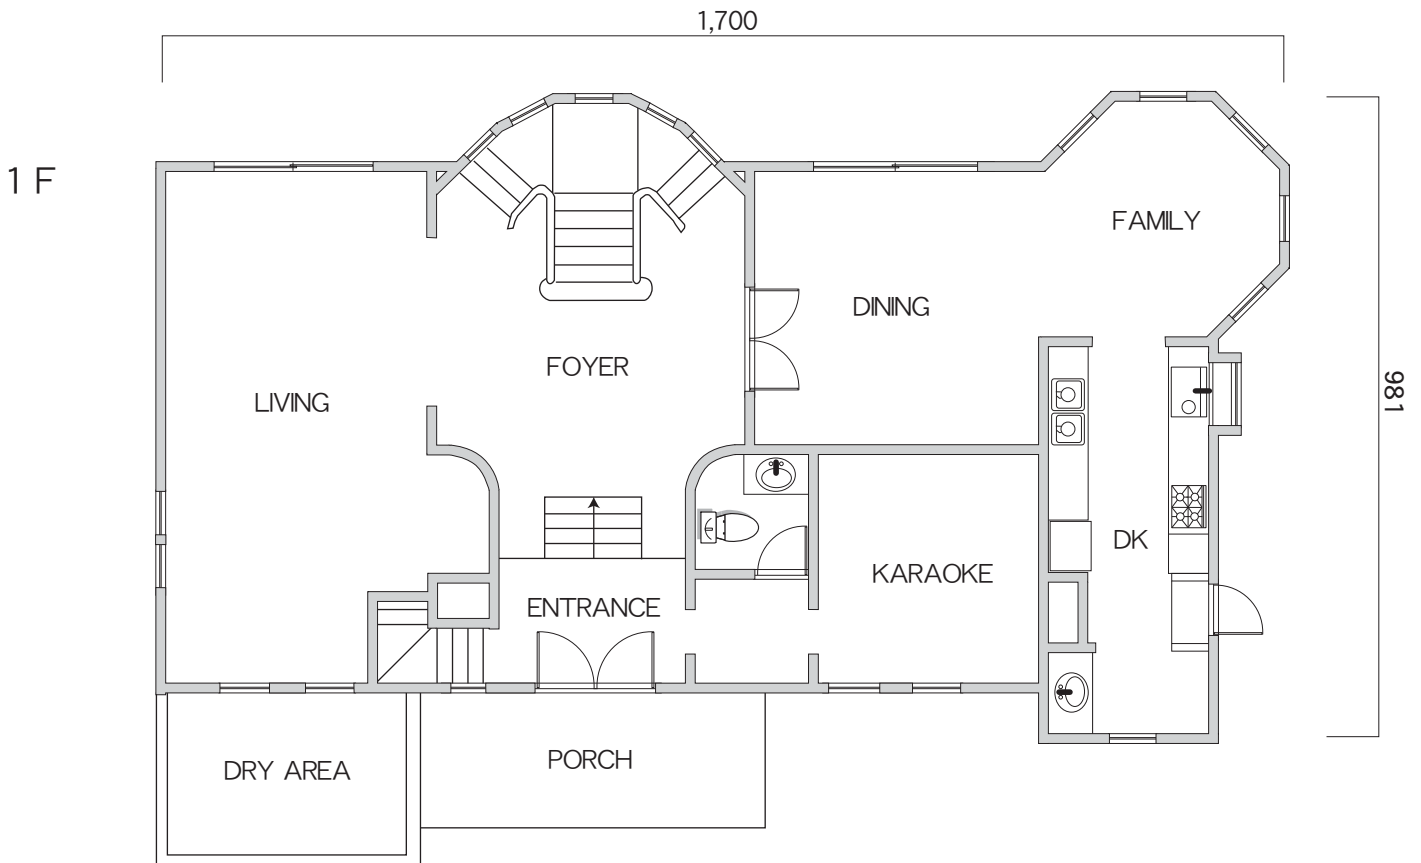 1,700
1 F
FAMILY
981
DINING
FOYER
LIVING
DK
KARAOKE
ENTRANCE
PORCH
DRY AREA